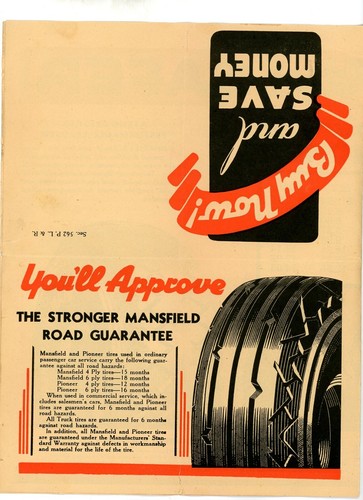 Buy Now!
and
SAVE
MONEY
Sec. 562 P. L. & R.
You'll Approve
THE STRONGER MANSFIELD
ROAD GUARANTEE
Mansfield and Pioneer tires used in ordinary
passenger car service carry the following guar-
antee against all road hazards:
Mansfield 4 Ply tires—15 months
Mansfield 6 ply tires—18 months
Pioneer 4 ply tires—12 months
Pioneer 6 ply tires—16 months
When used in commercial service, which in-
cludes salesmen's cars, Mansfield and Pioneer
tires are guaranteed for 6 months against all
road hazards.
All Truck tires are guaranteed for 6 months
against road hazards.
In addition, all Mansfield and Pioneer tires
are guaranteed under the Manufacturers' Stan-
dard Warranty against defects in workmanship
and material for the life of the tire.